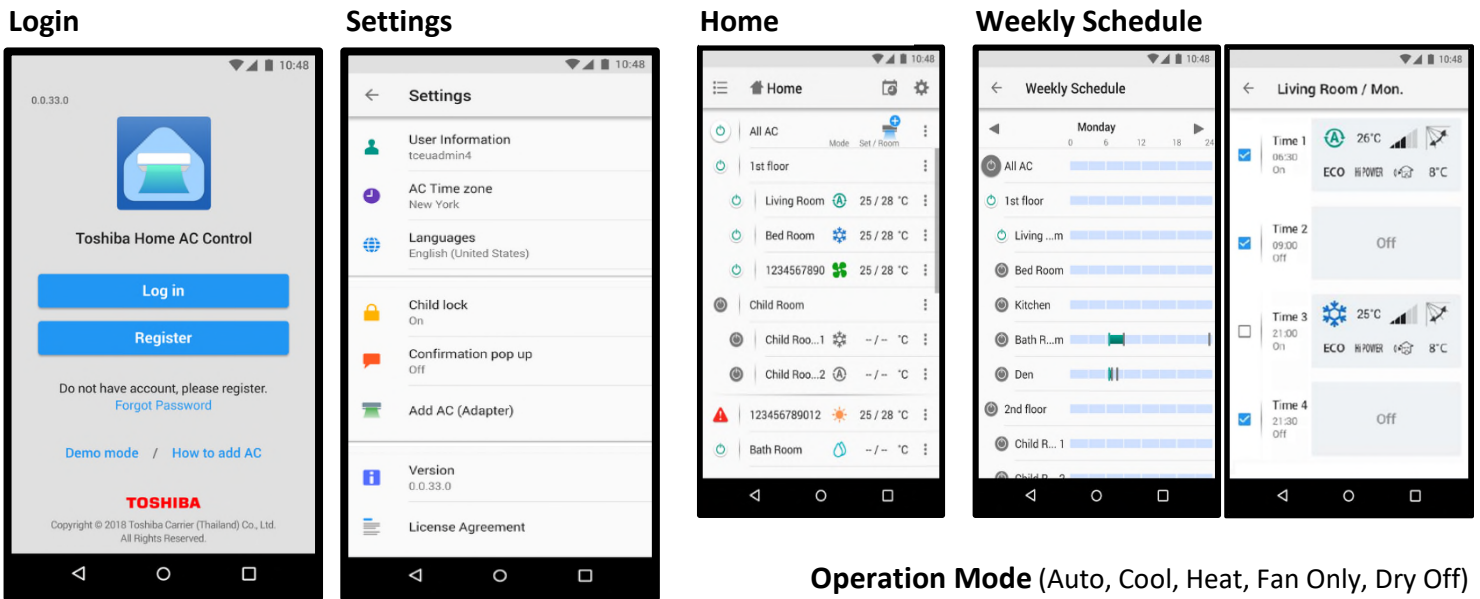 Login
10:48
0.0.33.0
Toshiba Home AC Control
Log in
Register
Do not have account, please register.
Forgot Password
Demo mode / How to add AC
TOSHIBA
Copyright © 2018 Toshiba Carrier (Thailand) Co., Ltd.
All Rights Reserved.
Settings
10:48
Settings
User Information
tceuadmin4
AC Time zone
New York
Languages
English (United States)
Child lock
On
Confirmation pop up
Off
Add AC (Adapter)
Version
0.0.33.0
License Agreement
Home
10:48
Home
All AC
Mode Set / Room
1st floor
Living Room A 25 / 28 °C
Bed Room 25 / 28 °C
1234567890 25 / 28 °C
Child Room
Child Roo...1 -- / -- °C
Child Roo...2 A -- / -- °C
123456789012 25 / 28 °C
Bath Room -- / -- °C
Weekly Schedule
10:48
Weekly Schedule
Monday
0 6 12 18 24
All AC
1st floor
Living ...m
Bed Room
Kitchen
Bath R...m
Den
2nd floor
Child R... 1
Child R...2
10:48
Living Room / Mon.
Time 1 A 26°C
06:30
On ECO Hi POWER 8°C
Time 2
09:00 Off
Off
Time 3 25°C
21:00
On ECO Hi POWER 8°C
Time 4
21:30 Off
Off
Operation Mode (Auto, Cool, Heat, Fan Only, Dry Off)